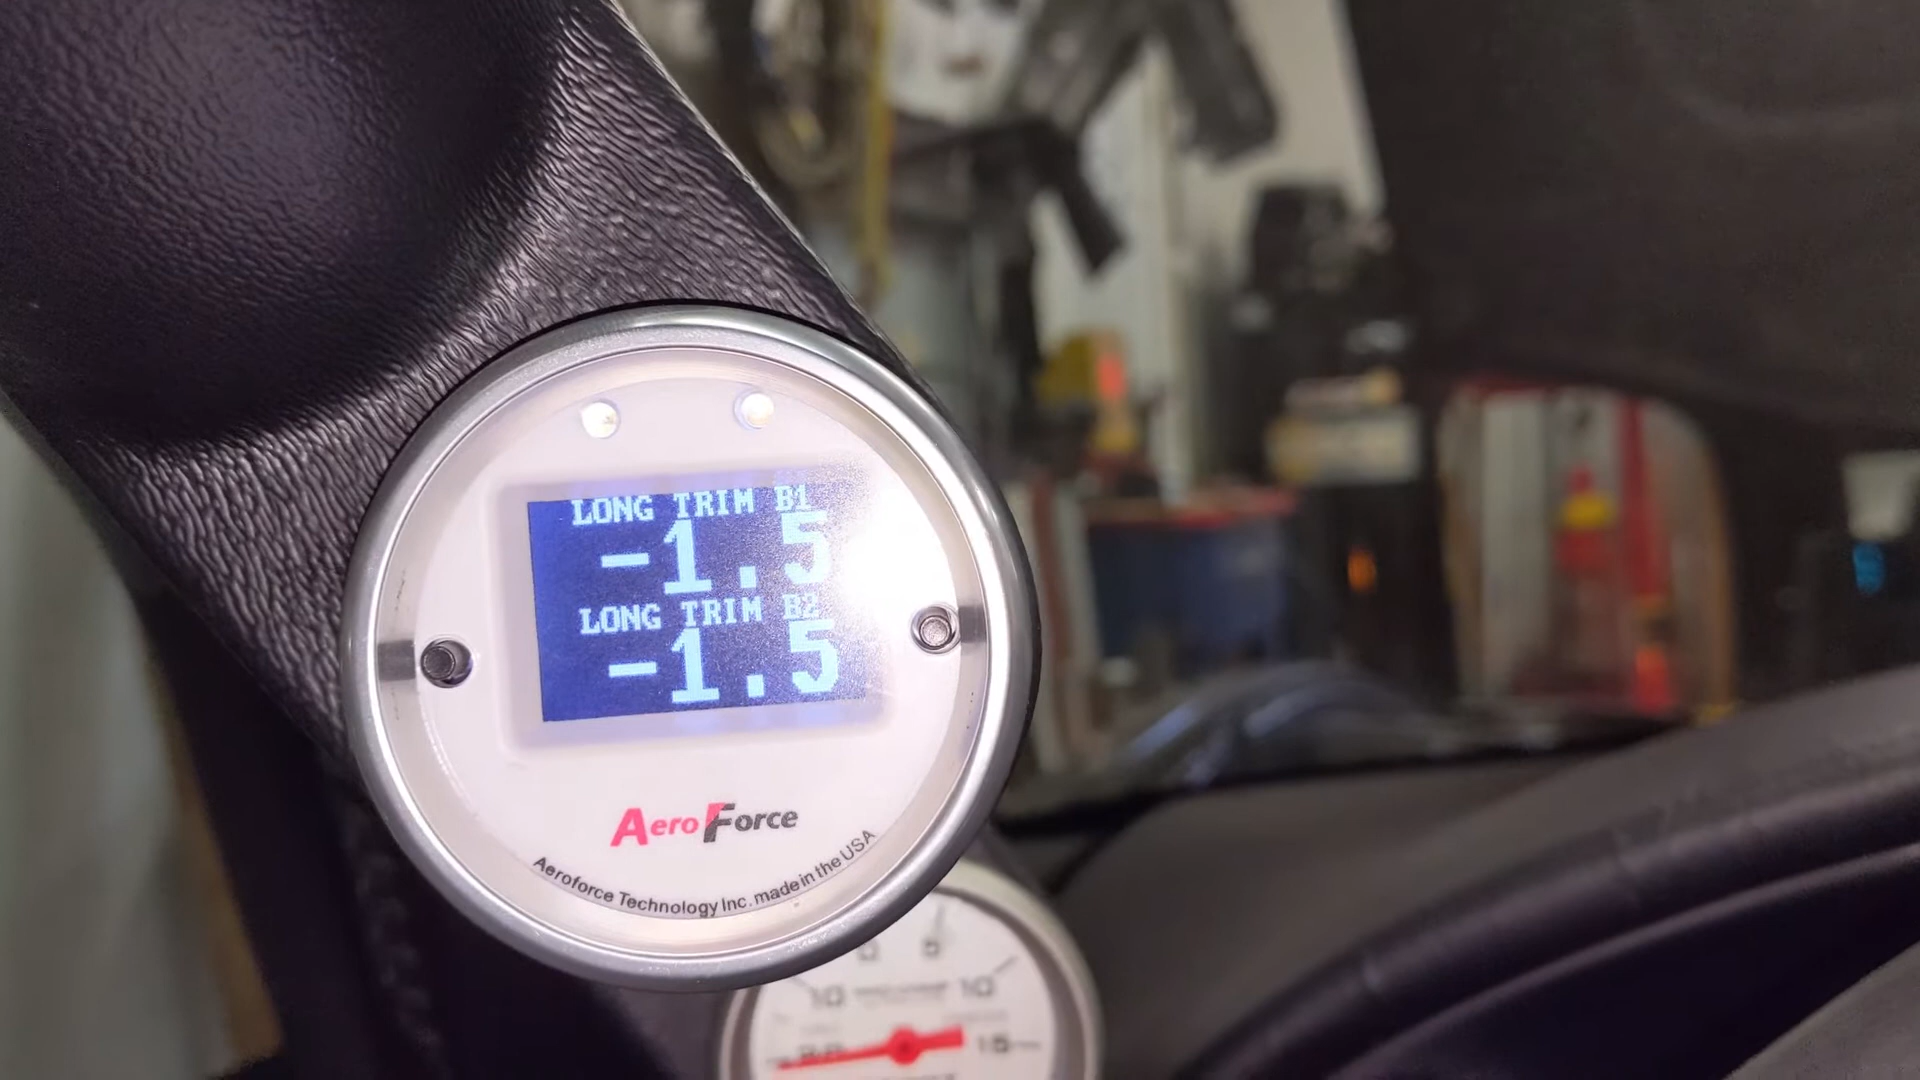 LONG TRIM B1
-1.5
LONG TRIM B2
-1.5
AeroForce
Aeroforce Technology Inc. made in the USA
5
10
10
15